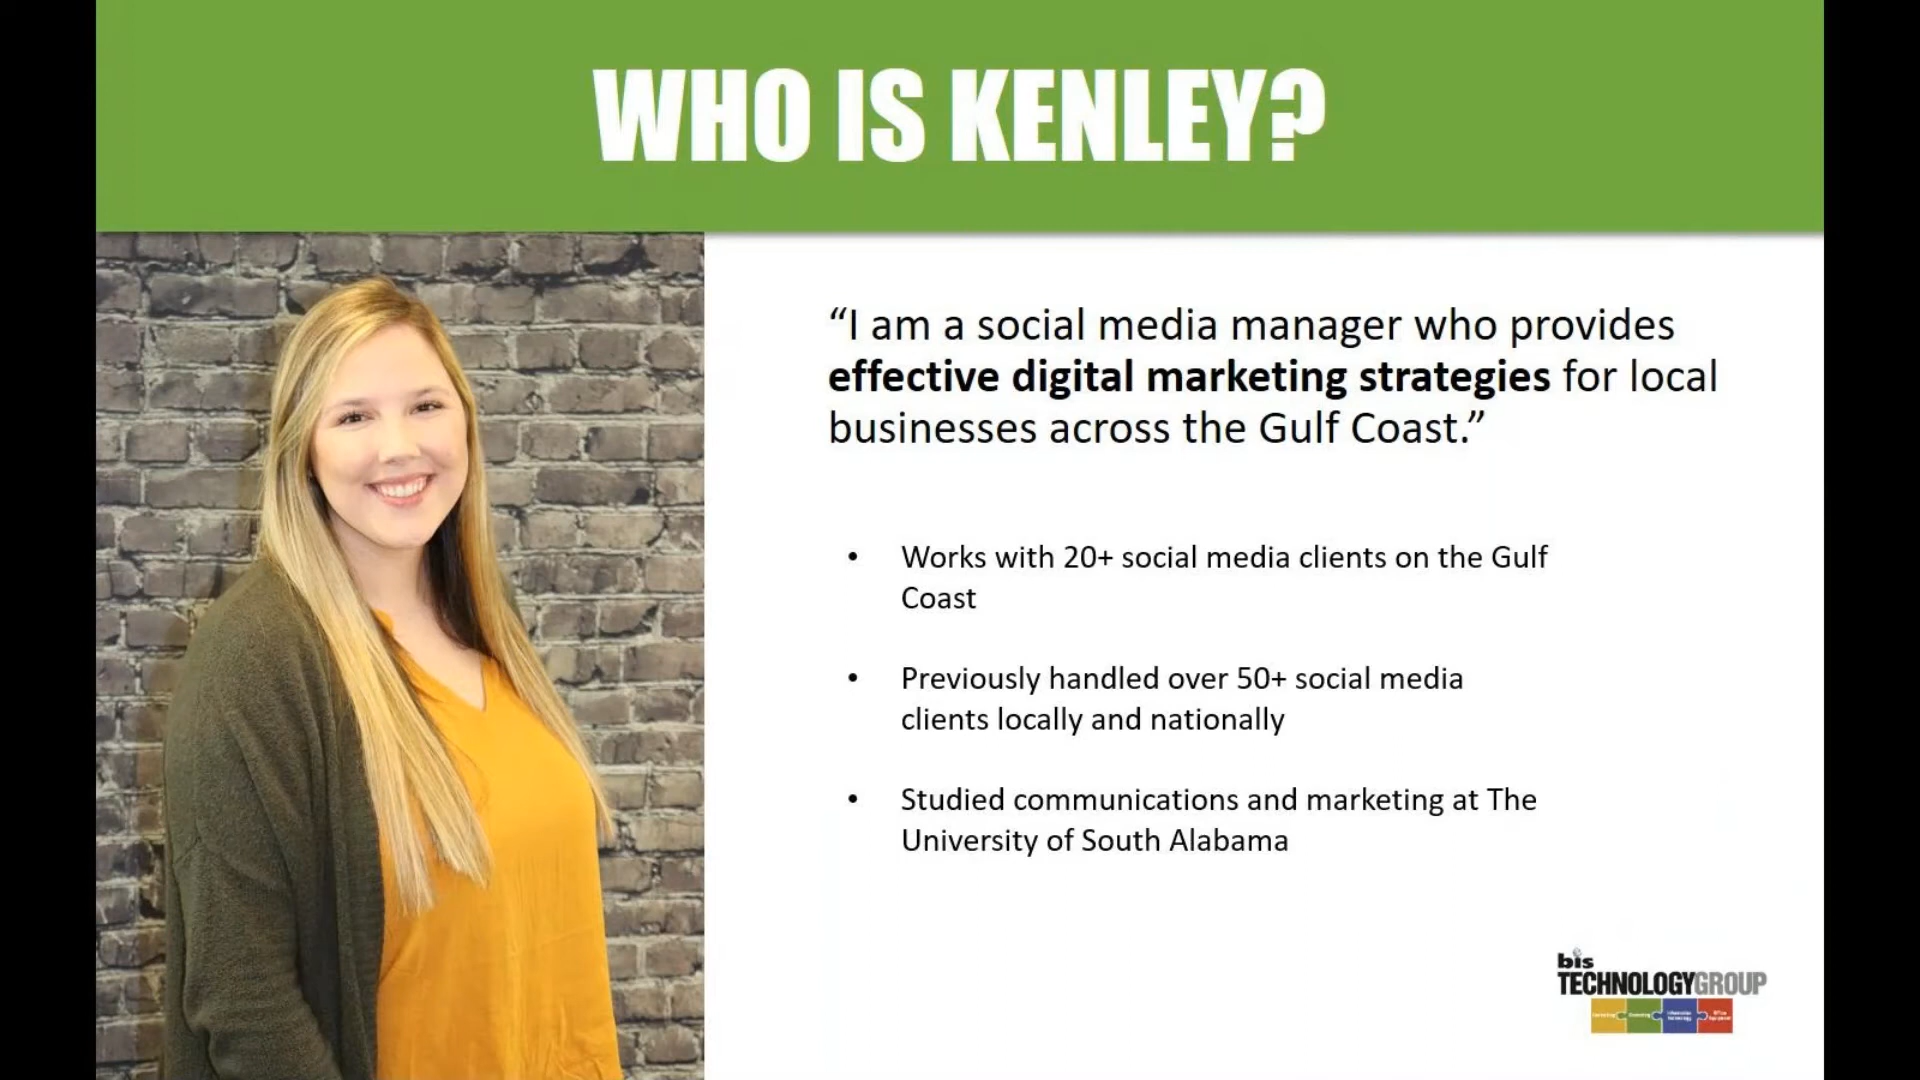 WHO IS KENLEY?
“I am a social media manager who provides
effective digital marketing strategies for local
businesses across the Gulf Coast.”
• Works with 20+ social media clients on the Gulf
Coast
• Previously handled over 50+ social media
clients locally and nationally
• Studied communications and marketing at The
University of South Alabama
bis
TECHNOLOGYGROUP